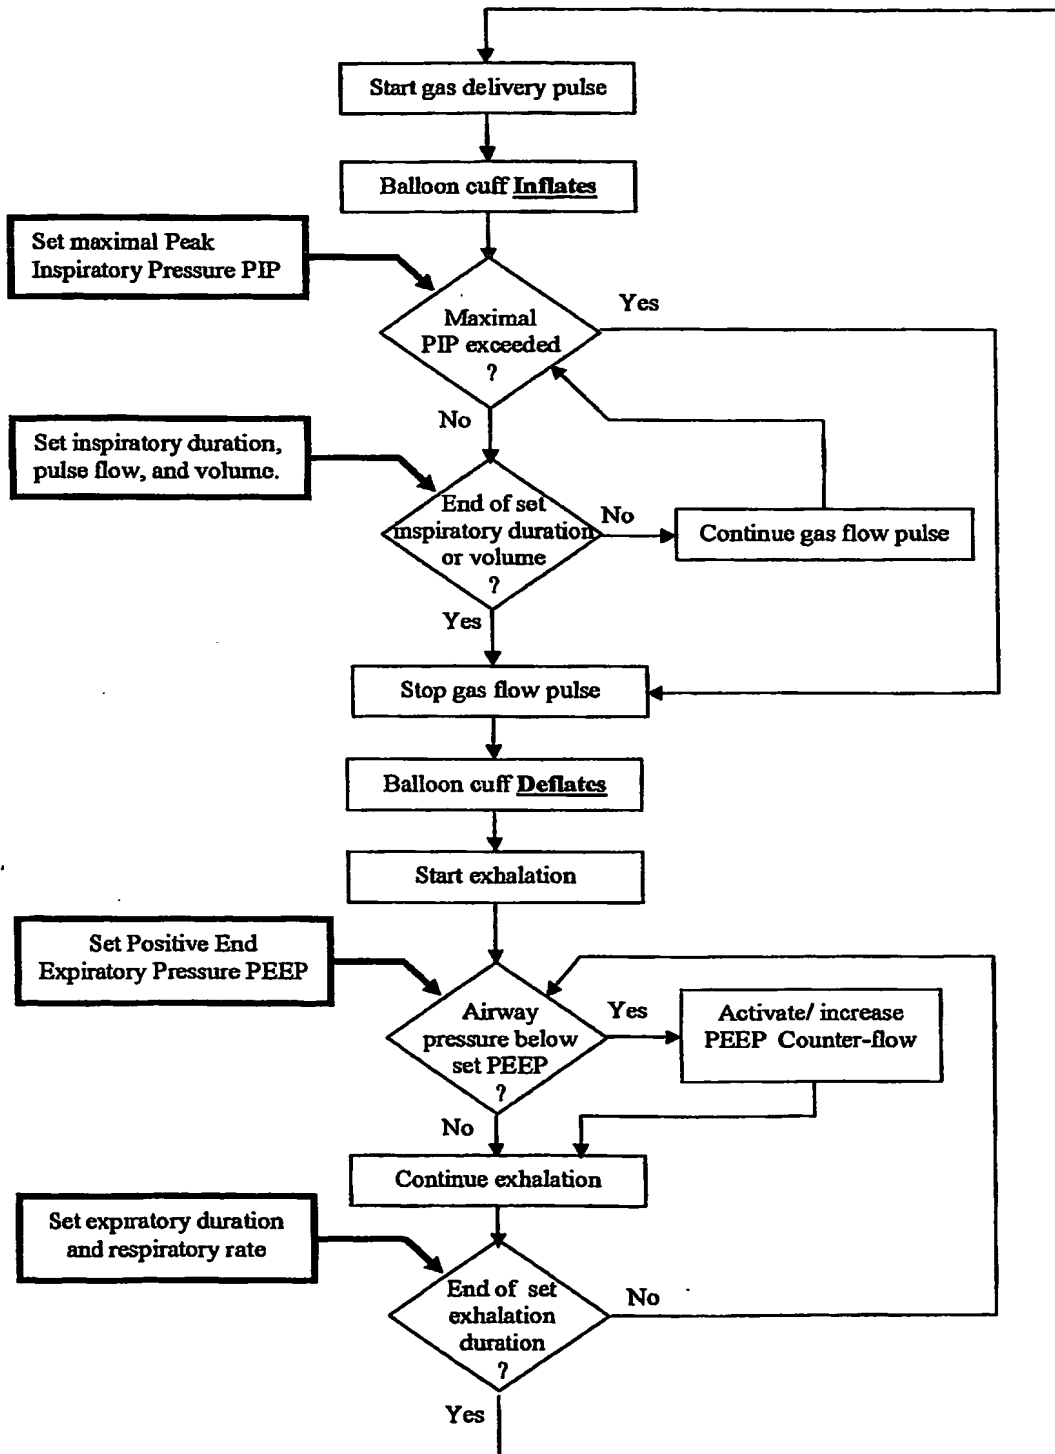 Start gas delivery pulse
Balloon cuff Inflates
Set maximal Peak
Inspiratory Pressure PIP
Yes
Maximal
PIP exceeded
?
No
Set inspiratory duration,
pulse flow, and volume.
End of set
inspiratory duration
or volume
?
No
Continue gas flow pulse
Yes
Stop gas flow pulse
Balloon cuff Deflates
Start exhalation
Set Positive End
Expiratory Pressure PEEP
Airway
pressure below
set PEEP
?
Yes
Activate/ increase
PEEP Counter-flow
No
Continue exhalation
Set expiratory duration
and respiratory rate
End of set
exhalation
duration
?
No
Yes